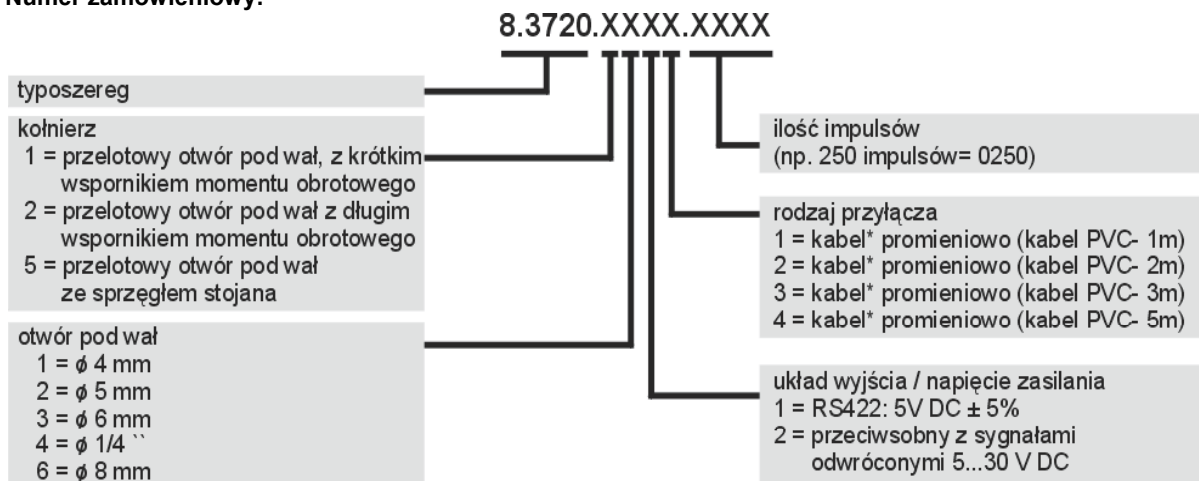 Numer zamówieniowy:
8.3720.XXXX.XXXX
typoszereg
kołnierz
1 = przelotowy otwór pod wał, z krótkim
wspornikiem momentu obrotowego
2 = przelotowy otwór pod wał z długim
wspornikiem momentu obrotowego
5 = przelotowy otwór pod wał
ze sprzęgłem stojana
otwór pod wał
1 = ϕ 4 mm
2 = ϕ 5 mm
3 = ϕ 6 mm
4 = ϕ 1/4 ``
6 = ϕ 8 mm
ilość impulsów
(np. 250 impulsów= 0250)
rodzaj przyłącza
1 = kabel* promieniowo (kabel PVC- 1m)
2 = kabel* promieniowo (kabel PVC- 2m)
3 = kabel* promieniowo (kabel PVC- 3m)
4 = kabel* promieniowo (kabel PVC- 5m)
układ wyjścia / napięcie zasilania
1 = RS422: 5V DC ± 5%
2 = przeciwsobny z sygnałami
odwróconymi 5...30 V DC